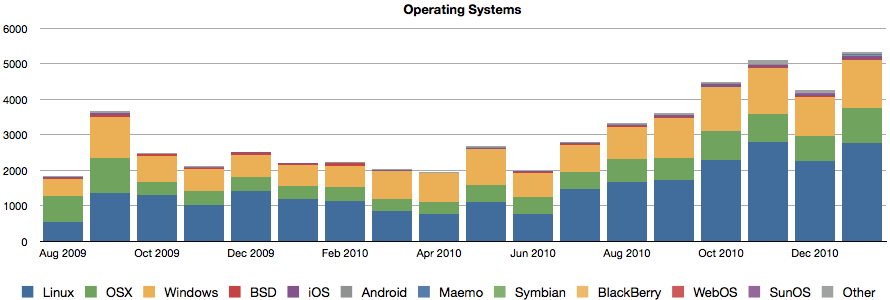 Operating Systems
6000
5000
4000
3000
2000
1000
0
Aug 2009 Oct 2009 Dec 2009 Feb 2010 Apr 2010 Jun 2010 Aug 2010 Oct 2010 Dec 2010
Linux OSX Windows BSD iOS Android Maemo Symbian BlackBerry WebOS SunOS Other